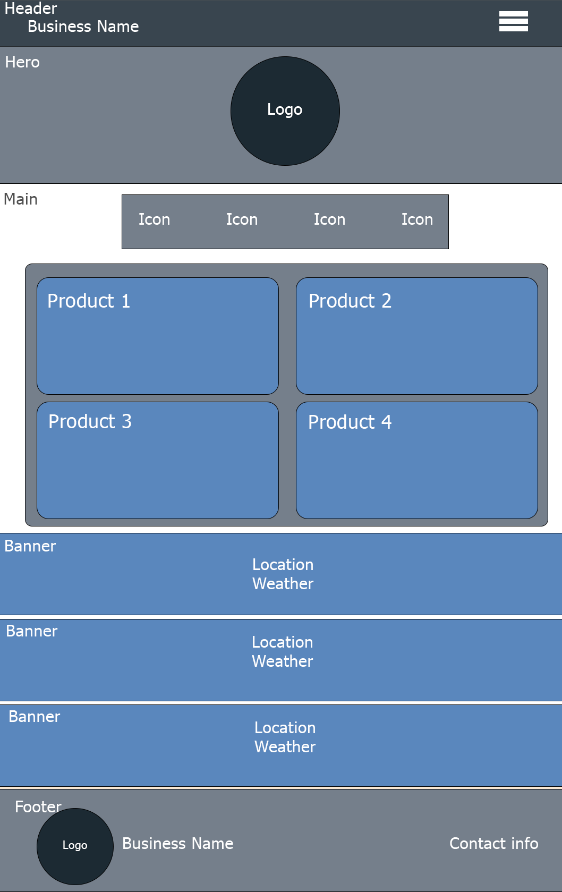 Header
Business Name
Hero
Logo
Main
Icon Icon Icon Icon
Product 1 Product 2
Product 3 Product 4
Banner
Location
Weather
Banner
Location
Weather
Banner
Location
Weather
Footer
Logo Business Name Contact info